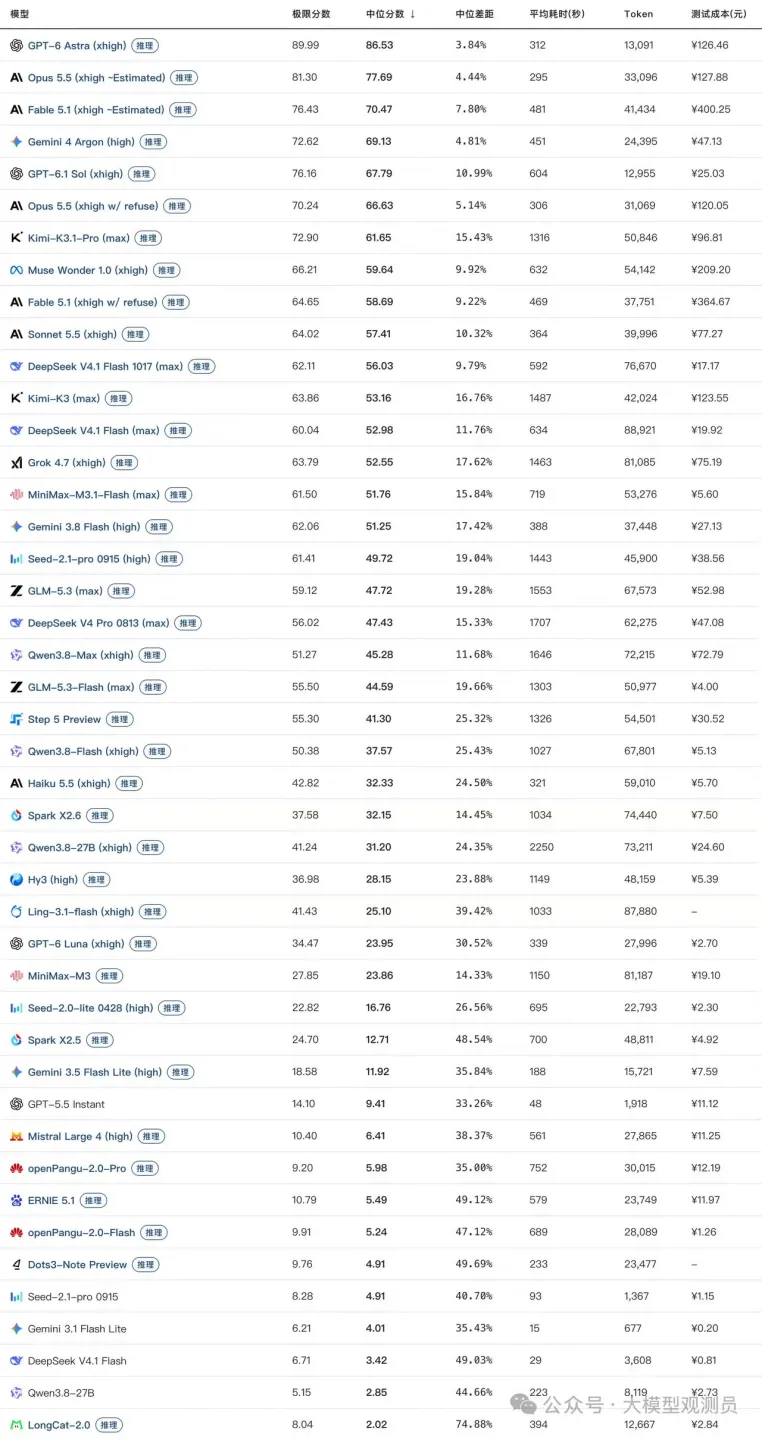 模型 极限分数 中位分数 ↓ 中位差距 平均耗时(秒) Token 测试成本(元)
GPT-6 Astra (xhigh) 推理 89.99 86.53 3.84% 312 13,091 ¥126.46
Opus 5.5 (xhigh ~Estimated) 推理 81.30 77.69 4.44% 295 33,096 ¥127.88
Fable 5.1 (xhigh ~Estimated) 推理 76.43 70.47 7.80% 481 41,434 ¥400.25
Gemini 4 Argon (high) 推理 72.62 69.13 4.81% 451 24,395 ¥47.13
GPT-6.1 Sol (xhigh) 推理 76.16 67.79 10.99% 604 12,955 ¥25.03
Opus 5.5 (xhigh w/ refuse) 推理 70.24 66.63 5.14% 306 31,069 ¥120.05
Kimi-K3.1-Pro (max) 推理 72.90 61.65 15.43% 1316 50,846 ¥96.81
Muse Wonder 1.0 (xhigh) 推理 66.21 59.64 9.92% 632 54,142 ¥209.20
Fable 5.1 (xhigh w/ refuse) 推理 64.65 58.69 9.22% 469 37,751 ¥364.67
Sonnet 5.5 (xhigh) 推理 64.02 57.41 10.32% 364 39,996 ¥77.27
DeepSeek V4.1 Flash 1017 (max) 推理 62.11 56.03 9.79% 592 76,670 ¥17.17
Kimi-K3 (max) 推理 63.86 53.16 16.76% 1487 42,024 ¥123.55
DeepSeek V4.1 Flash (max) 推理 60.04 52.98 11.76% 634 88,921 ¥19.92
Grok 4.7 (xhigh) 推理 63.79 52.55 17.62% 1463 81,085 ¥75.19
MiniMax-M3.1-Flash (max) 推理 61.50 51.76 15.84% 719 53,276 ¥5.60
Gemini 3.8 Flash (high) 推理 62.06 51.25 17.42% 388 37,448 ¥27.13
Seed-2.1-pro 0915 (high) 推理 61.41 49.72 19.04% 1443 45,900 ¥38.56
GLM-5.3 (max) 推理 59.12 47.72 19.28% 1553 67,573 ¥52.98
DeepSeek V4 Pro 0813 (max) 推理 56.02 47.43 15.33% 1707 62,275 ¥47.08
Qwen3.8-Max (xhigh) 推理 51.27 45.28 11.68% 1646 72,215 ¥72.79
GLM-5.3-Flash (max) 推理 55.50 44.59 19.66% 1303 50,977 ¥4.00
Step 5 Preview 推理 55.30 41.30 25.32% 1326 54,501 ¥30.52
Qwen3.8-Flash (xhigh) 推理 50.38 37.57 25.43% 1027 67,801 ¥5.13
Haiku 5.5 (xhigh) 推理 42.82 32.33 24.50% 321 59,010 ¥5.70
Spark X2.6 推理 37.58 32.15 14.45% 1034 74,440 ¥7.50
Qwen3.8-27B (xhigh) 推理 41.24 31.20 24.35% 2250 73,211 ¥24.60
Hy3 (high) 推理 36.98 28.15 23.88% 1149 48,159 ¥5.39
Ling-3.1-flash (xhigh) 推理 41.43 25.10 39.42% 1033 87,880 –
GPT-6 Luna (xhigh) 推理 34.47 23.95 30.52% 339 27,996 ¥2.70
MiniMax-M3 推理 27.85 23.86 14.33% 1150 81,187 ¥19.10
Seed-2.0-lite 0428 (high) 推理 22.82 16.76 26.56% 695 22,793 ¥2.30
Spark X2.5 推理 24.70 12.71 48.54% 700 48,811 ¥4.92
Gemini 3.5 Flash Lite (high) 推理 18.58 11.92 35.84% 188 15,721 ¥7.59
GPT-5.5 Instant 14.10 9.41 33.26% 48 1,918 ¥11.12
Mistral Large 4 (high) 推理 10.40 6.41 38.37% 561 27,865 ¥11.25
openPangu-2.0-Pro 推理 9.20 5.98 35.00% 752 30,015 ¥12.19
ERNIE 5.1 推理 10.79 5.49 49.12% 579 23,749 ¥11.97
openPangu-2.0-Flash 推理 9.91 5.24 47.12% 689 28,089 ¥1.26
Dots3-Note Preview 推理 9.76 4.91 49.69% 233 23,477 –
Seed-2.1-pro 0915 8.28 4.91 40.70% 93 1,367 ¥1.15
Gemini 3.1 Flash Lite 6.21 4.01 35.43% 15 677 ¥0.20
DeepSeek V4.1 Flash 6.71 3.42 49.03% 29 3,608 ¥0.81
Qwen3.8-27B 5.15 2.85 44.66% 223 8,119 ¥2.73
公众号·大模型观测员
LongCat-2.0 推理 8.04 2.02 74.88% 394 12,667 ¥2.84